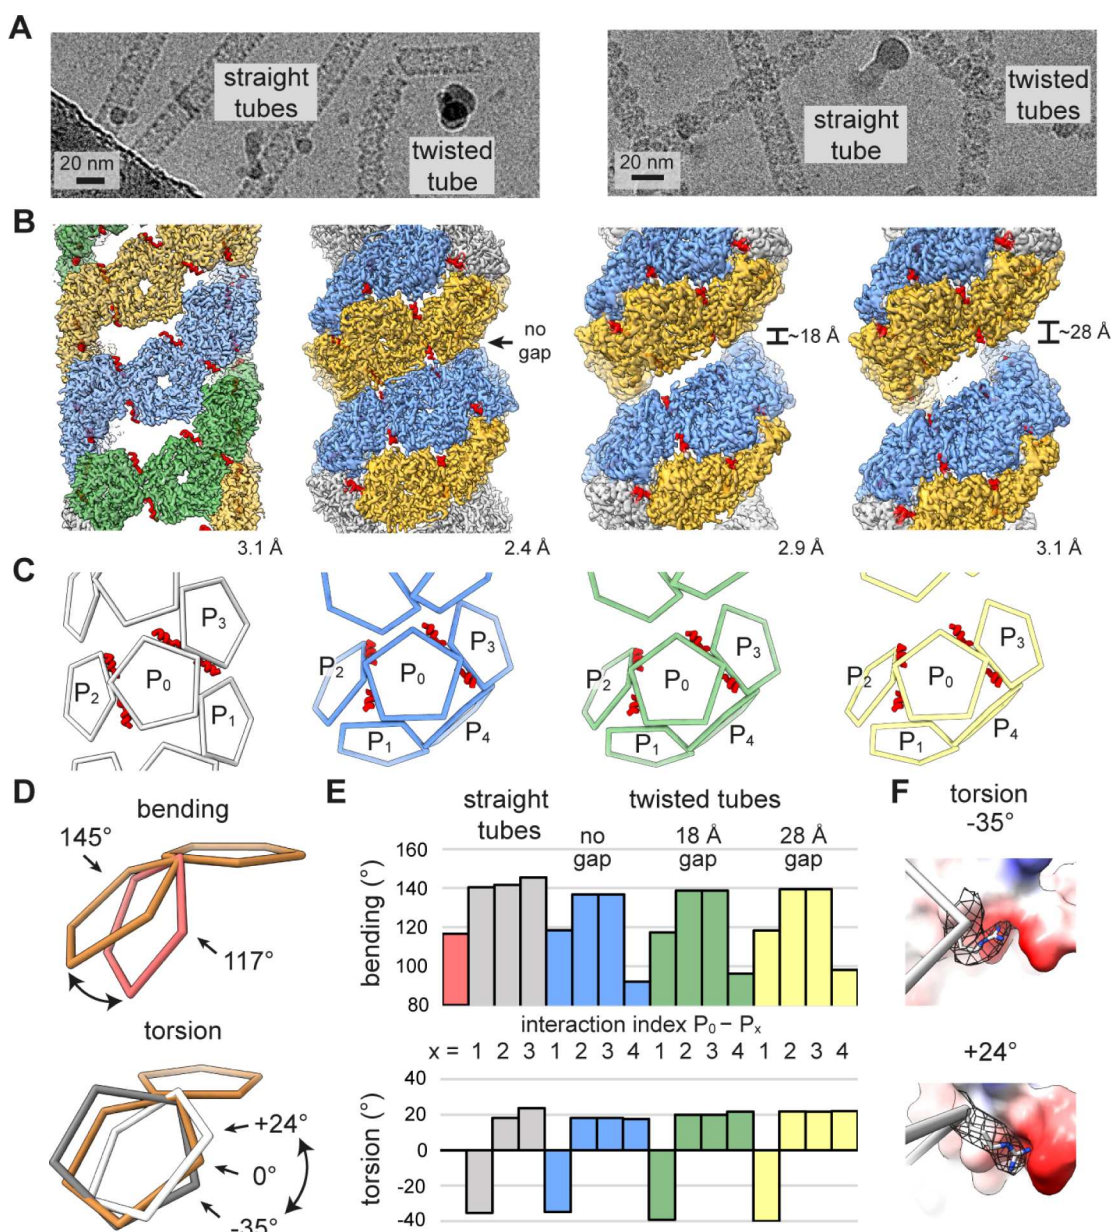 A
straight
tubes
twisted
tube
20 nm
straight
tube
twisted
tubes
20 nm
B
no
gap
~18 Å
~28 Å
3.1 Å
2.4 Å
2.9 Å
3.1 Å
C
P3
P2
P0
P1
P2
P0
P3
P1
P4
P2
P0
P3
P1
P4
P2
P0
P3
P1
P4
D
bending
145°
117°
torsion
+24°
0°
-35°
E
straight
tubes
twisted tubes
no
gap
18 Å
gap
28 Å
gap
bending (°)
160
140
120
100
80
interaction index P0 – Px
x = 1 2 3 1 2 3 4 1 2 3 4 1 2 3 4
torsion (°)
40
20
0
-20
-40
F
torsion
-35°
+24°